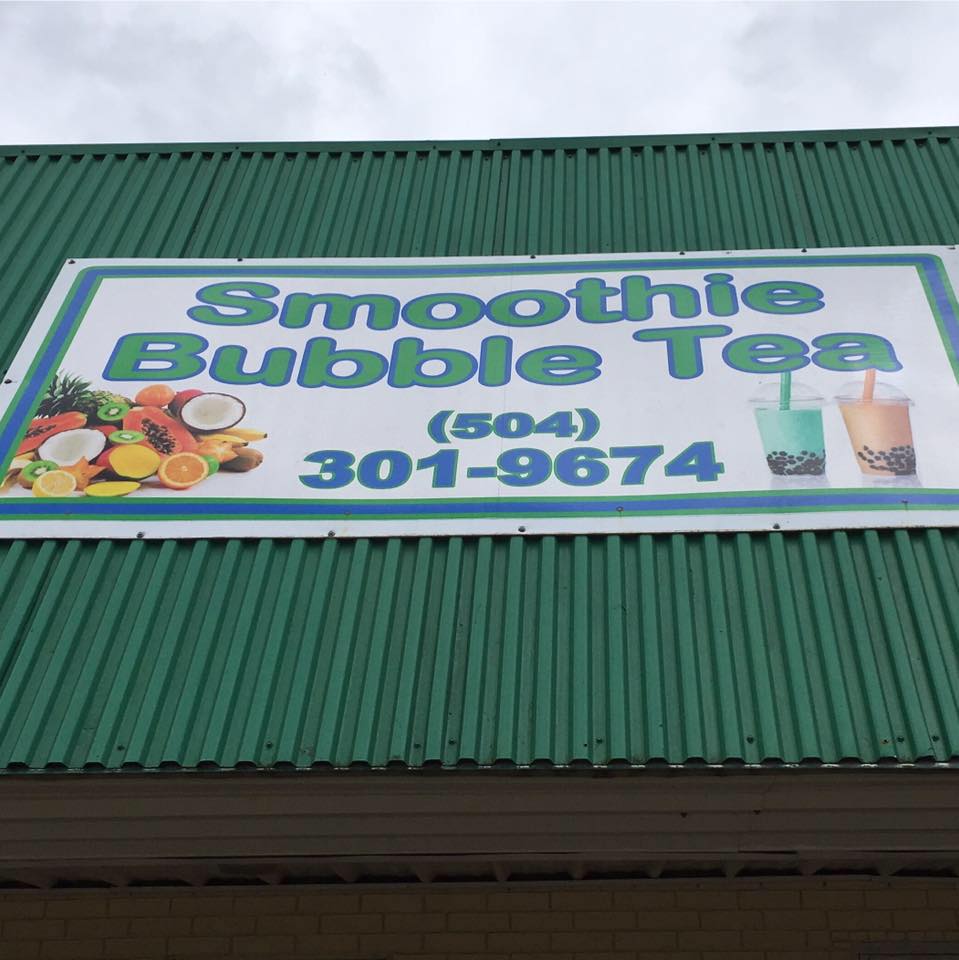 Smoothie
Bubble Tea
(504)
301-9674